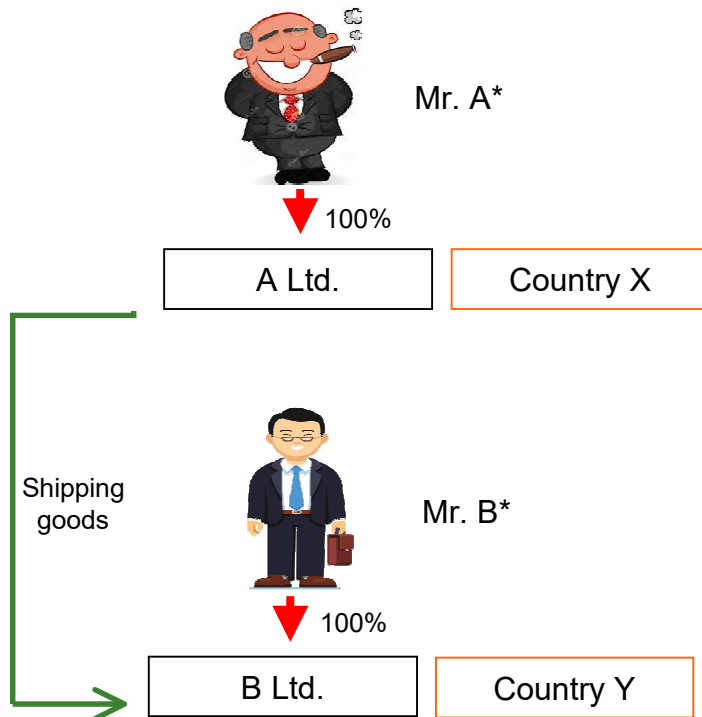 Mr. A*
100%
A Ltd.
Country X
Shipping
goods
Mr. B*
100%
B Ltd.
Country Y